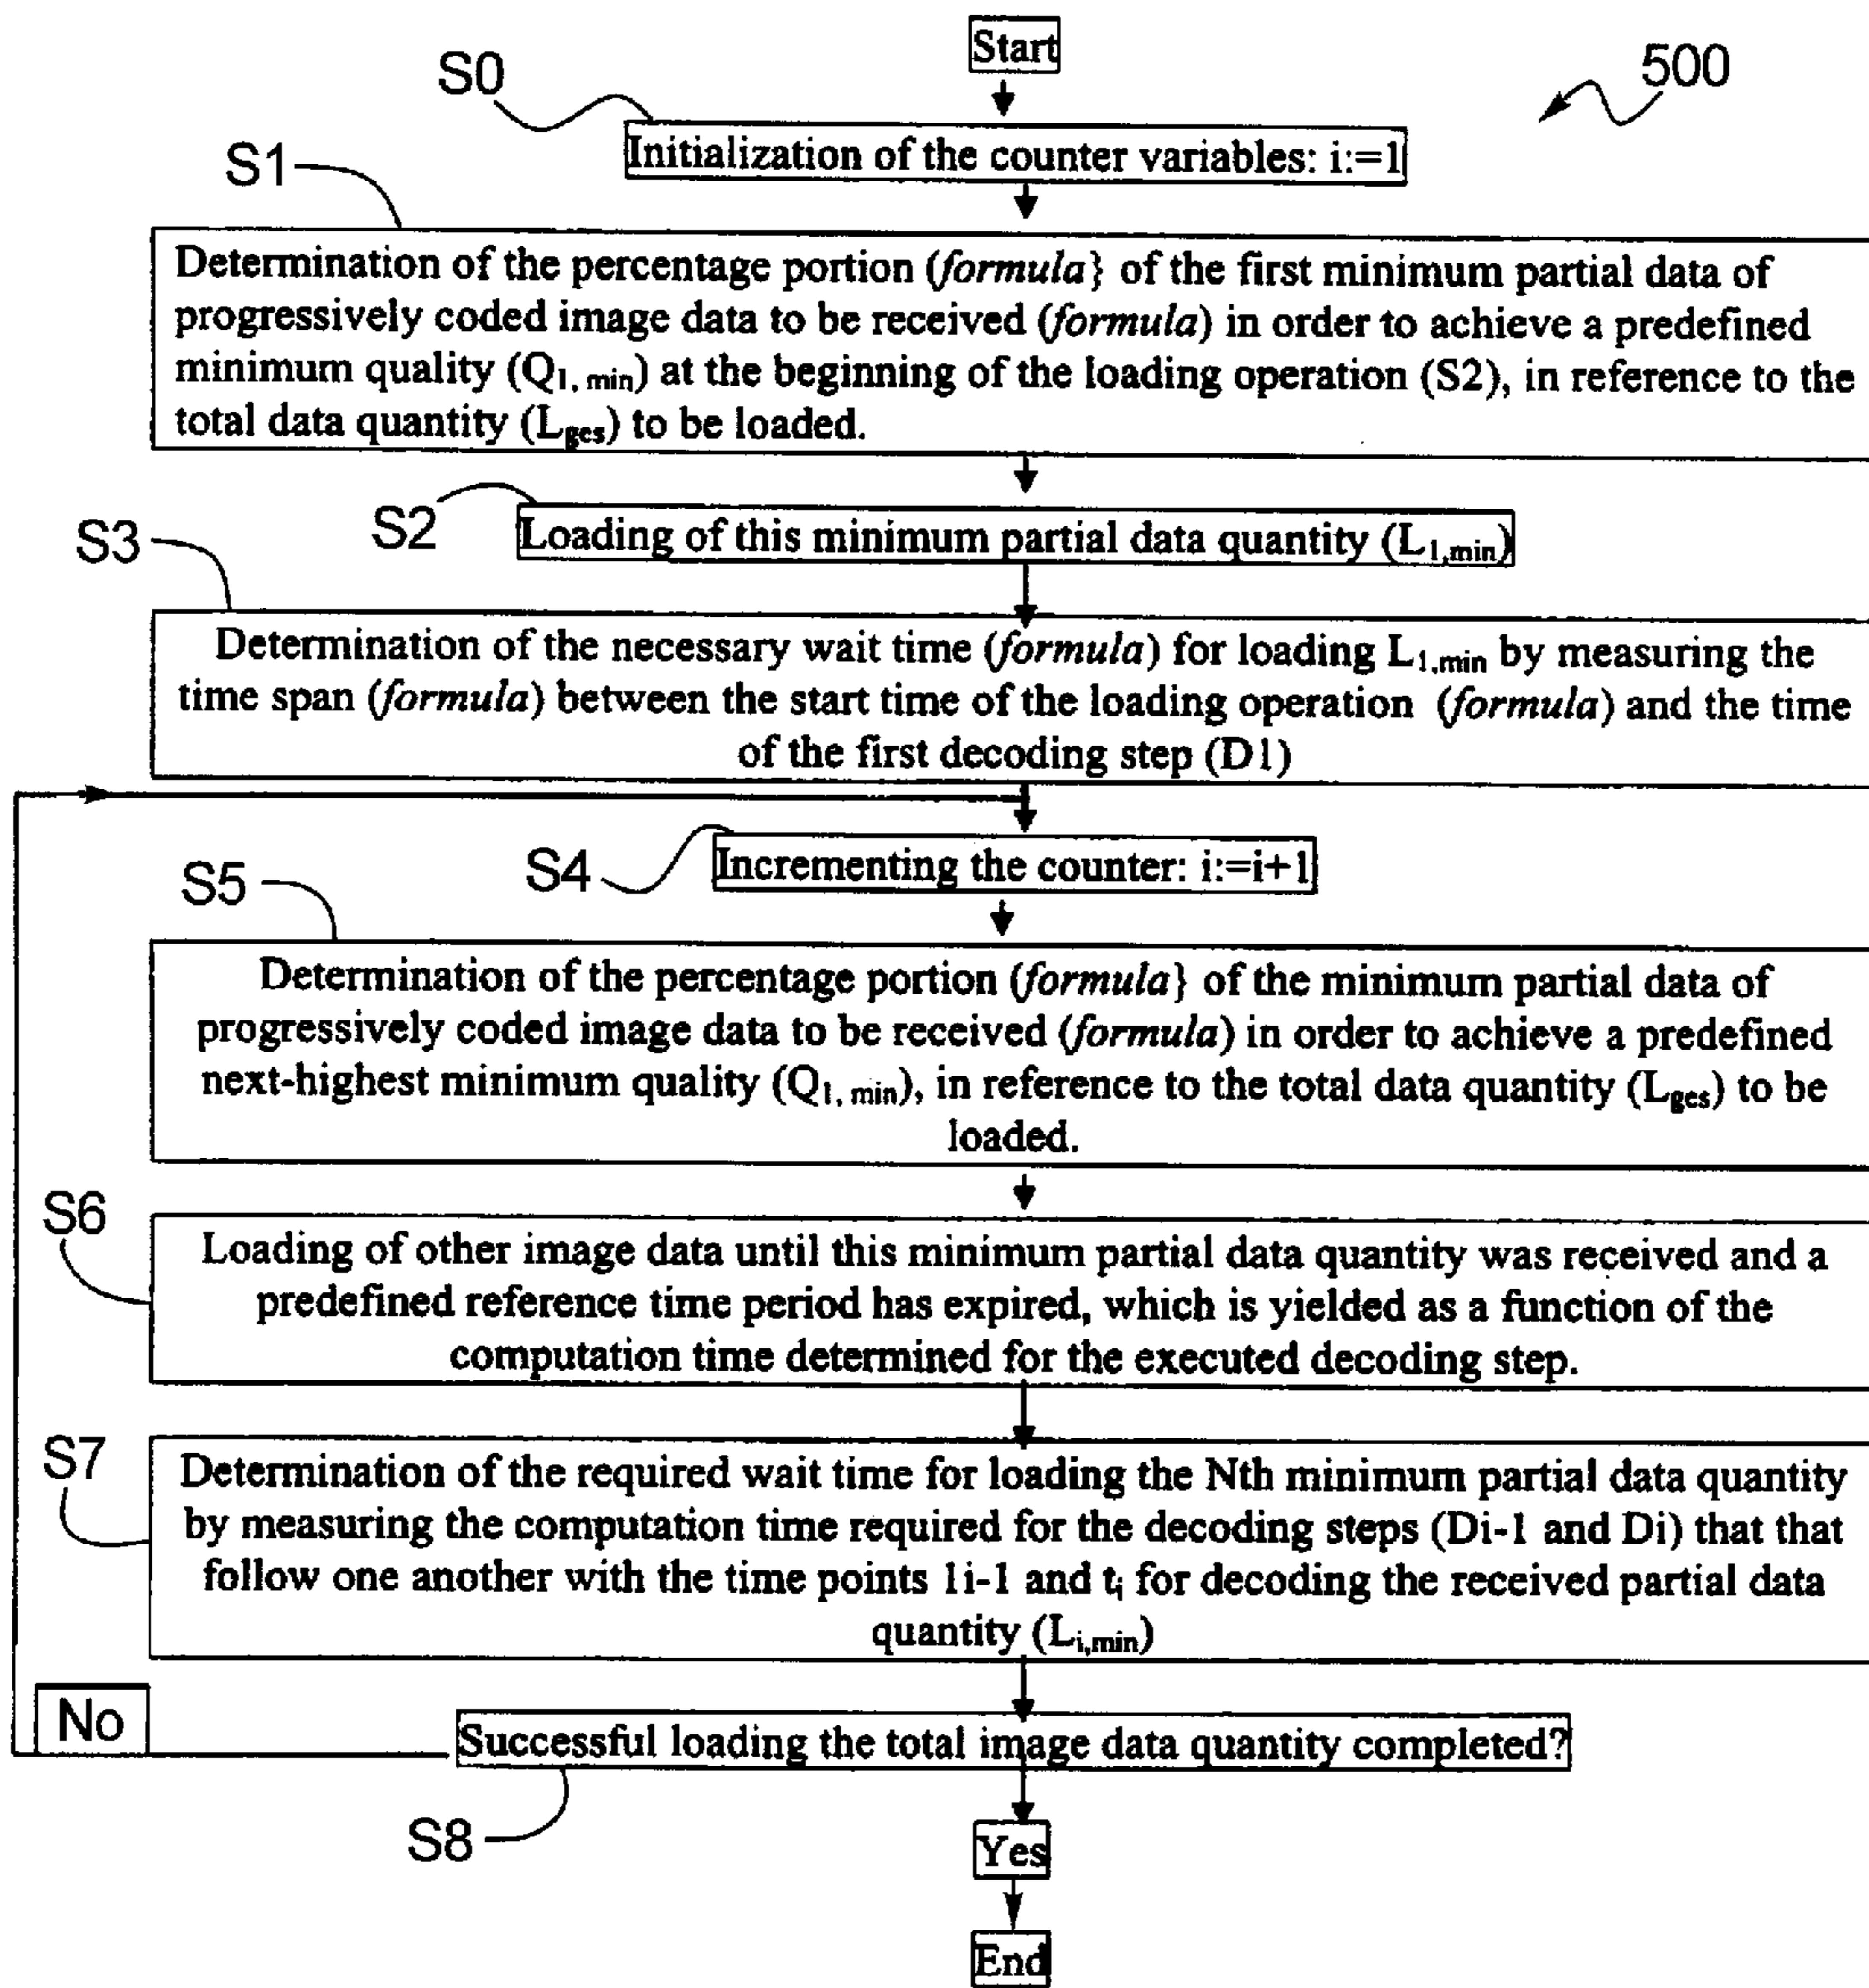 Start
500
S0
Initialization of the counter variables: i:=1
S1
Determination of the percentage portion (formula} of the first minimum partial data of
progressively coded image data to be received (formula) in order to achieve a predefined
minimum quality (Q1, min) at the beginning of the loading operation (S2), in reference to the
total data quantity (Lges) to be loaded.
S2
Loading of this minimum partial data quantity (L1,min)
S3
Determination of the necessary wait time (formula) for loading L1,min by measuring the
time span (formula) between the start time of the loading operation (formula) and the time
of the first decoding step (D1)
S4
Incrementing the counter: i:=i+1
S5
Determination of the percentage portion (formula} of the minimum partial data of
progressively coded image data to be received (formula) in order to achieve a predefined
next-highest minimum quality (Q1, min), in reference to the total data quantity (Lges) to be
loaded.
S6
Loading of other image data until this minimum partial data quantity was received and a
predefined reference time period has expired, which is yielded as a function of the
computation time determined for the executed decoding step.
S7
Determination of the required wait time for loading the Nth minimum partial data quantity
by measuring the computation time required for the decoding steps (Di-1 and Di) that that
follow one another with the time points 1i-1 and ti for decoding the received partial data
quantity (Li,min)
No
Successful loading the total image data quantity completed?
S8
Yes
End